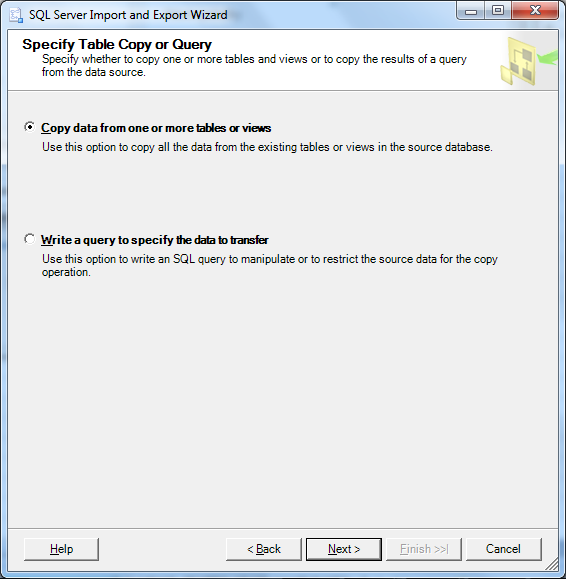 SQL Server Import and Export Wizard
Specify Table Copy or Query
Specify whether to copy one or more tables and views or to copy the results of a query
from the data source.
Copy data from one or more tables or views
Use this option to copy all the data from the existing tables or views in the source database.
Write a query to specify the data to transfer
Use this option to write an SQL query to manipulate or to restrict the source data for the copy
operation.
Help
< Back
Next >
Finish >>|
Cancel